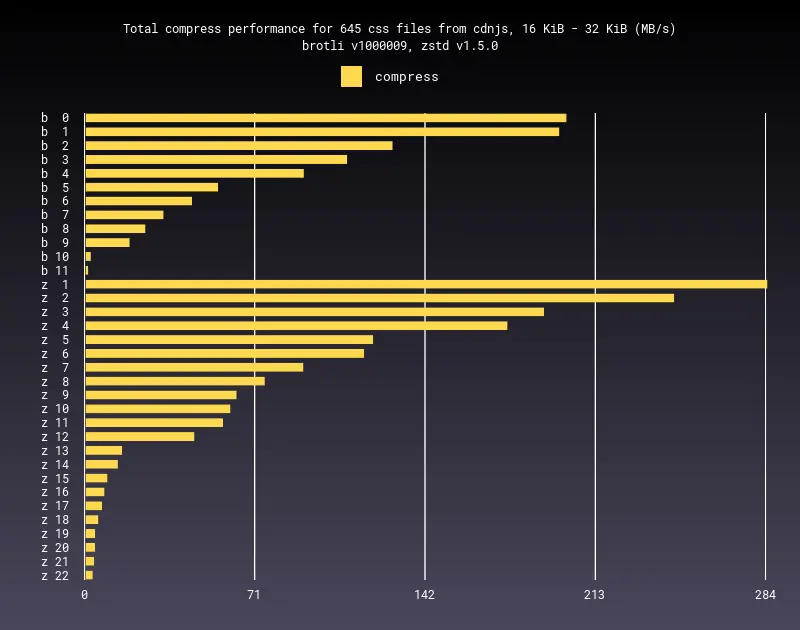 Total compress performance for 645 css files from cdnjs, 16 KiB - 32 KiB (MB/s)
brotli v1000009, zstd v1.5.0
compress
b 0
b 1
b 2
b 3
b 4
b 5
b 6
b 7
b 8
b 9
b 10
b 11
z 1
z 2
z 3
z 4
z 5
z 6
z 7
z 8
z 9
z 10
z 11
z 12
z 13
z 14
z 15
z 16
z 17
z 18
z 19
z 20
z 21
z 22
0 71 142 213 284